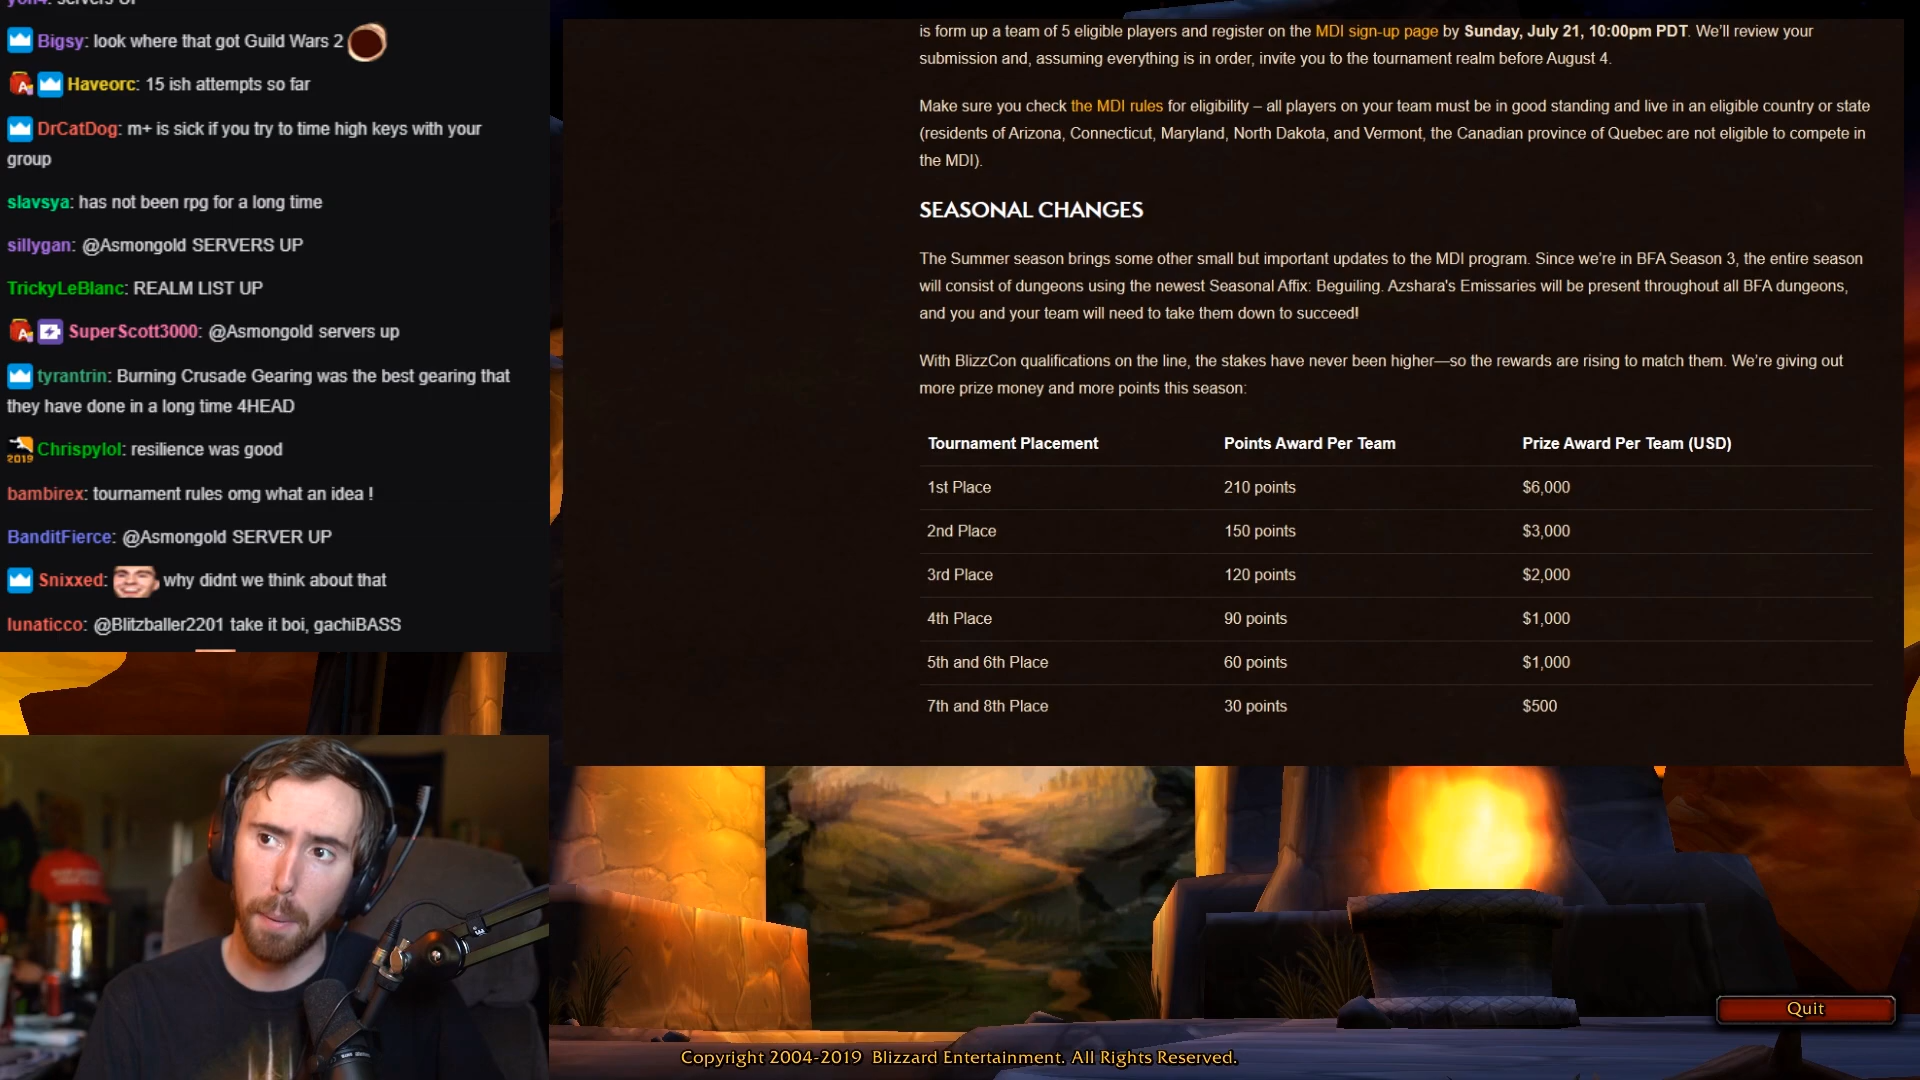 yoh4: servers UP
Bigsy: look where that got Guild Wars 2
Haveorc: 15 ish attempts so far
DrCatDog: m+ is sick if you try to time high keys with your
group
slavsya: has not been rpg for a long time
sillygan: @Asmongold SERVERS UP
TrickyLeBlanc: REALM LIST UP
SuperScott3000: @Asmongold servers up
tyrantrin: Burning Crusade Gearing was the best gearing that
they have done in a long time 4HEAD
2019 Chrispylol: resilience was good
bambirex: tournament rules omg what an idea !
BanditFierce: @Asmongold SERVER UP
Snixxed: why didnt we think about that
lunaticco: @Blitzballer2201 take it boi, gachiBASS
is form up a team of 5 eligible players and register on the MDI sign-up page by Sunday, July 21, 10:00pm PDT. We’ll review your
submission and, assuming everything is in order, invite you to the tournament realm before August 4.
Make sure you check the MDI rules for eligibility – all players on your team must be in good standing and live in an eligible country or state
(residents of Arizona, Connecticut, Maryland, North Dakota, and Vermont, the Canadian province of Quebec are not eligible to compete in
the MDI).
SEASONAL CHANGES
The Summer season brings some other small but important updates to the MDI program. Since we’re in BFA Season 3, the entire season
will consist of dungeons using the newest Seasonal Affix: Beguiling. Azshara's Emissaries will be present throughout all BFA dungeons,
and you and your team will need to take them down to succeed!
With BlizzCon qualifications on the line, the stakes have never been higher—so the rewards are rising to match them. We’re giving out
more prize money and more points this season:
Tournament Placement Points Award Per Team Prize Award Per Team (USD)
1st Place 210 points $6,000
2nd Place 150 points $3,000
3rd Place 120 points $2,000
4th Place 90 points $1,000
5th and 6th Place 60 points $1,000
7th and 8th Place 30 points $500
Quit
Copyright 2004-2019 Blizzard Entertainment. All Rights Reserved.